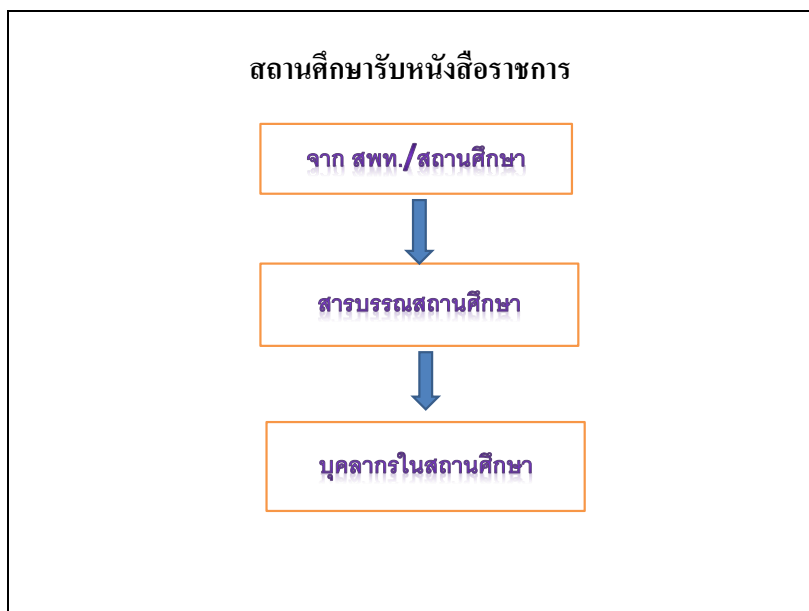 สถานศึกษารับหนังสือราชการ
จาก สพท./สถานศึกษา
สารบรรณสถานศึกษา
บุคลากรในสถานศึกษา